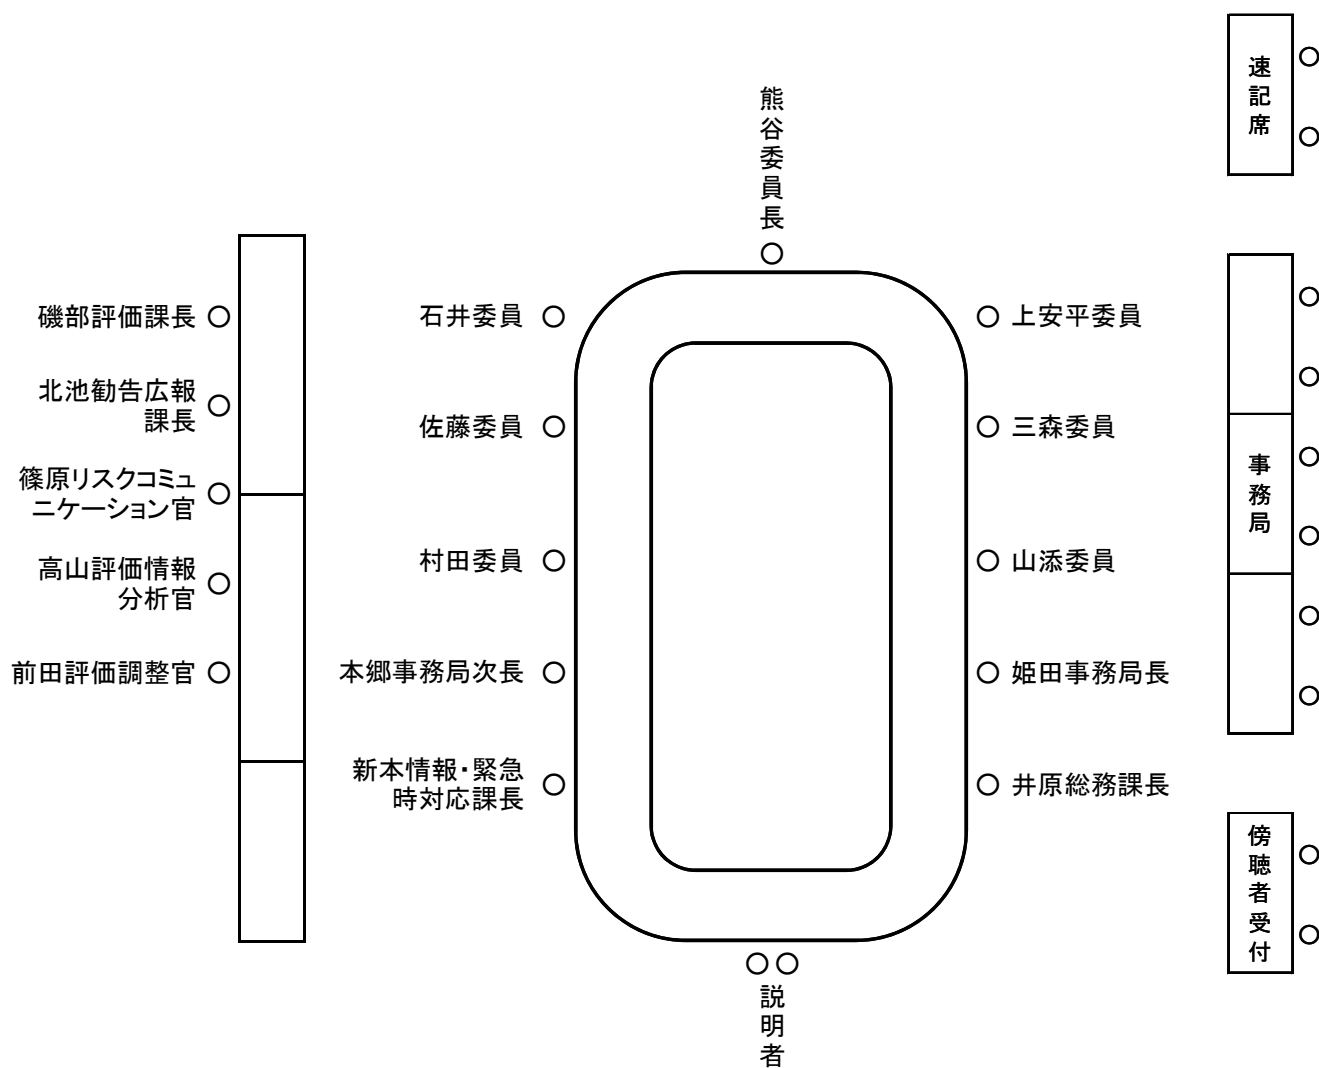 速記席
熊谷委員長
磯部評価課長
北池勧告広報
課長
篠原リスクコミュ
ニケーション官
高山評価情報
分析官
前田評価調整官
石井委員
佐藤委員
村田委員
本郷事務局次長
新本情報・緊急
時対応課長
上安平委員
三森委員
山添委員
姫田事務局長
井原総務課長
事務局
傍聴者受付
説明者